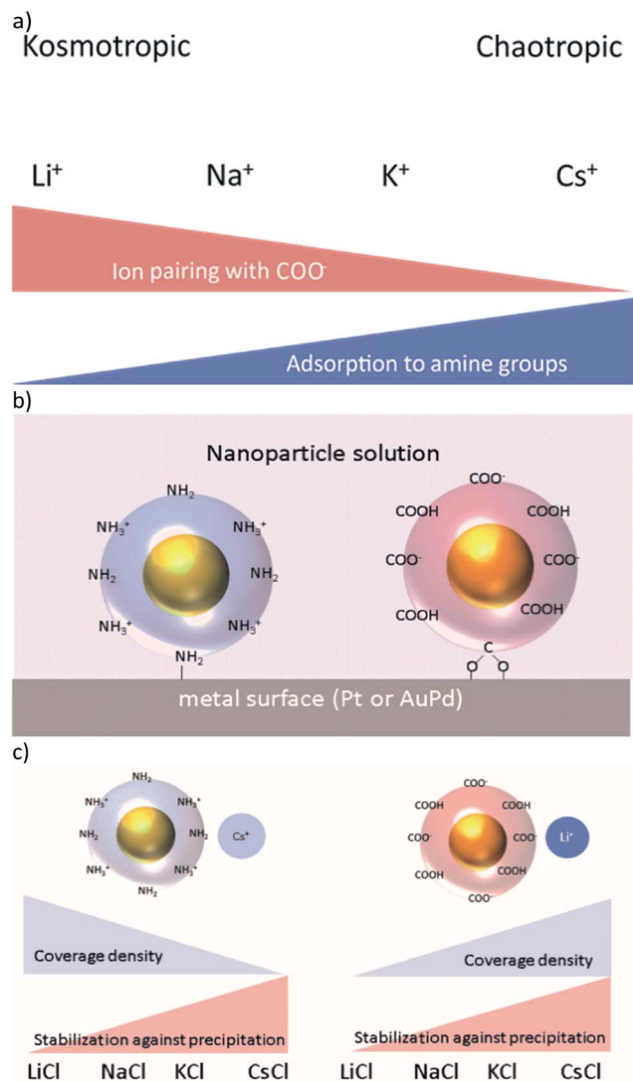 a)
Kosmotropic Chaotropic
Li⁺ Na⁺ K⁺ Cs⁺
Ion pairing with COO⁻
Adsorption to amine groups
b)
Nanoparticle solution
NH₂ COO⁻
NH₃⁺ NH₃⁺ COOH COOH
NH₂ NH₂ COO⁻ COO⁻
NH₃⁺ NH₃⁺ COOH COOH
NH₂ C
O O
metal surface (Pt or AuPd)
c)
NH₂ COO⁻
NH₃⁺ NH₃⁺ COOH COOH
NH₂ NH₂ Cs⁺ COO⁻ COO⁻ Li⁺
NH₃⁺ NH₃⁺ COOH COOH
NH₂ COO⁻
Coverage density Coverage density
Stabilization against precipitation Stabilization against precipitation
LiCl NaCl KCl CsCl LiCl NaCl KCl CsCl